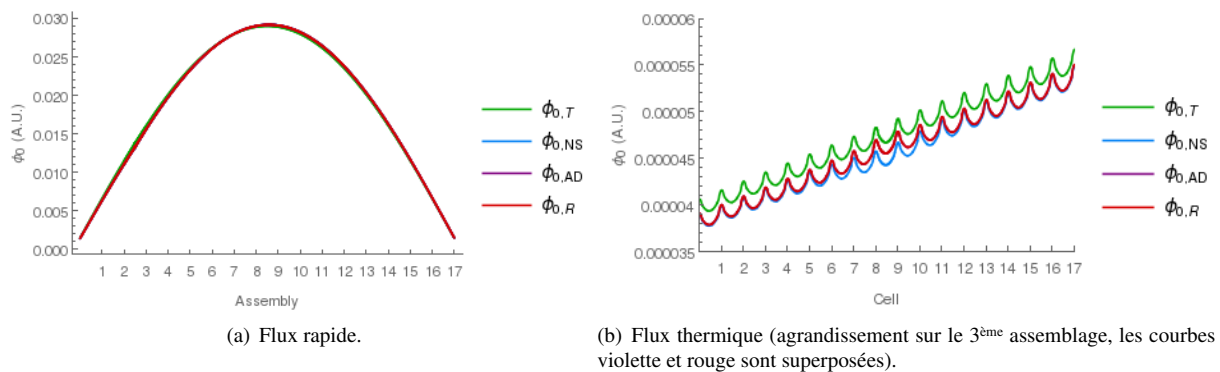 0.030
0.025
0.020
0.015
0.010
0.005
0.000
ϕ0 (A.U.)
1 2 3 4 5 6 7 8 9 10 11 12 13 14 15 16 17
Assembly
ϕ0,T
ϕ0,NS
ϕ0,AD
ϕ0,R
(a) Flux rapide.
0.00006
0.000055
0.00005
0.000045
0.00004
0.000035
ϕ0 (A.U.)
1 2 3 4 5 6 7 8 9 10 11 12 13 14 15 16 17
Cell
ϕ0,T
ϕ0,NS
ϕ0,AD
ϕ0,R
(b) Flux thermique (agrandissement sur le 3ème assemblage, les courbes
violette et rouge sont superposées).